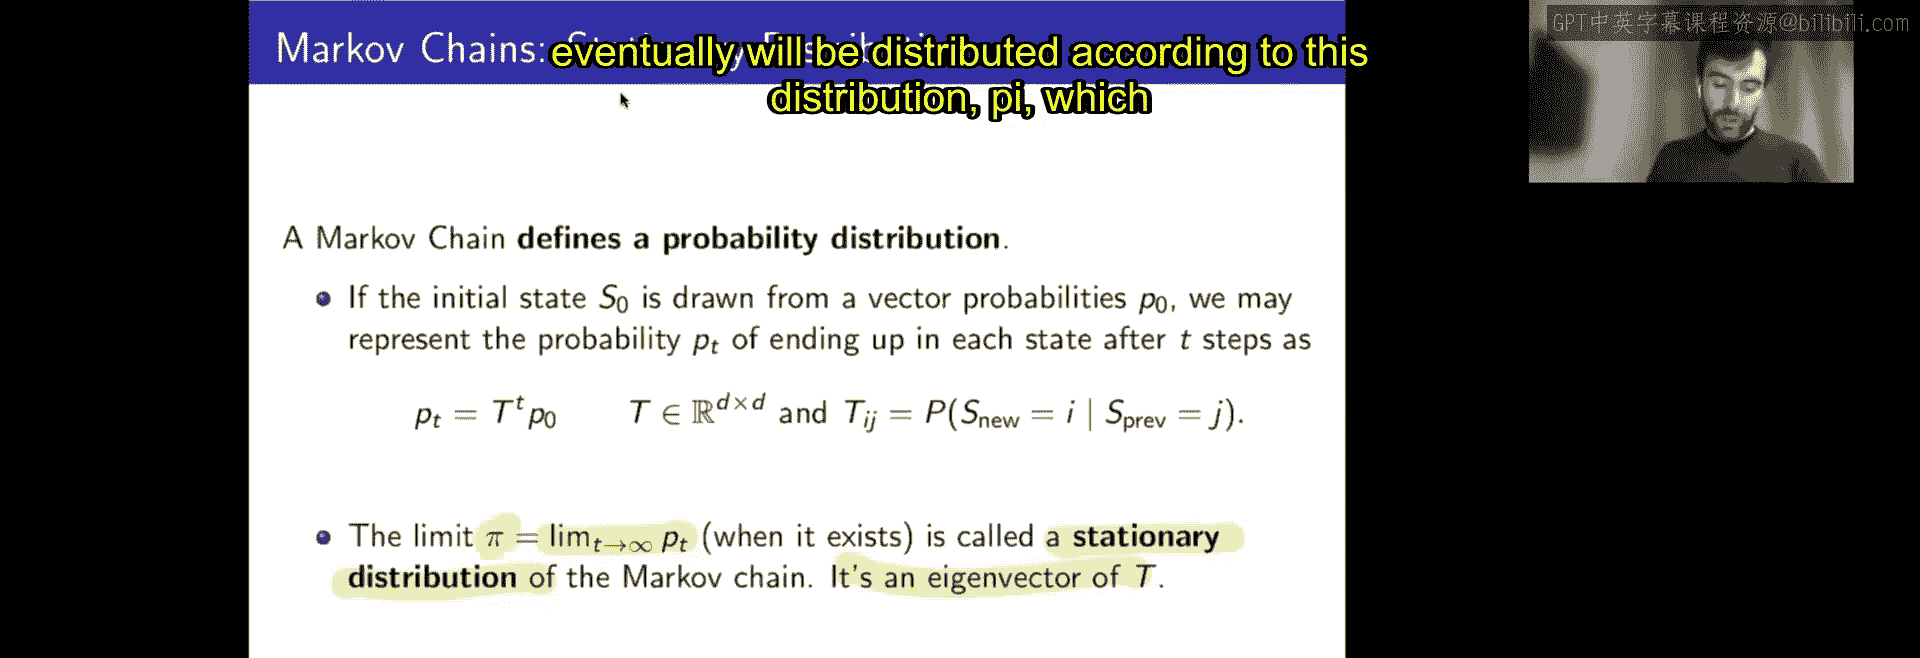 GPT中英字幕课程资源@bilibili.com
Markov Chains:
eventually will be distributed according to this
distribution, pi, which
A Markov Chain defines a probability distribution.
If the initial state S₀ is drawn from a vector probabilities p₀, we may
represent the probability pₜ of ending up in each state after t steps as
pₜ = Tᵗp₀ T ∈ ℝᵈˣᵈ and Tᵢⱼ = P(S_new = i | S_prev = j).
The limit π = lim_{t→∞} pₜ (when it exists) is called a stationary
distribution of the Markov chain. It's an eigenvector of T.